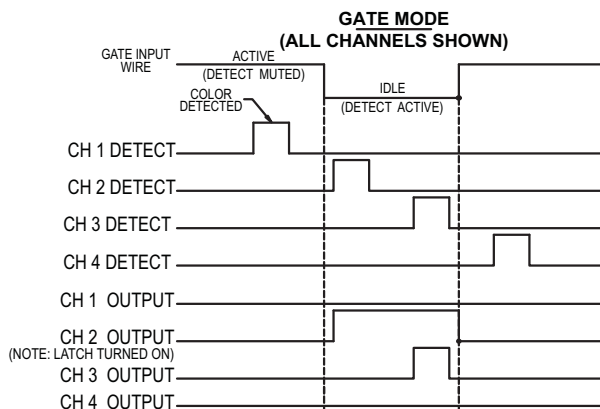 GATE MODE
(ALL CHANNELS SHOWN)
GATE INPUT
WIRE
ACTIVE
(DETECT MUTED)
IDLE
(DETECT ACTIVE)
COLOR
DETECTED
CH 1 DETECT
CH 2 DETECT
CH 3 DETECT
CH 4 DETECT
CH 1 OUTPUT
CH 2 OUTPUT
(NOTE: LATCH TURNED ON)
CH 3 OUTPUT
CH 4 OUTPUT